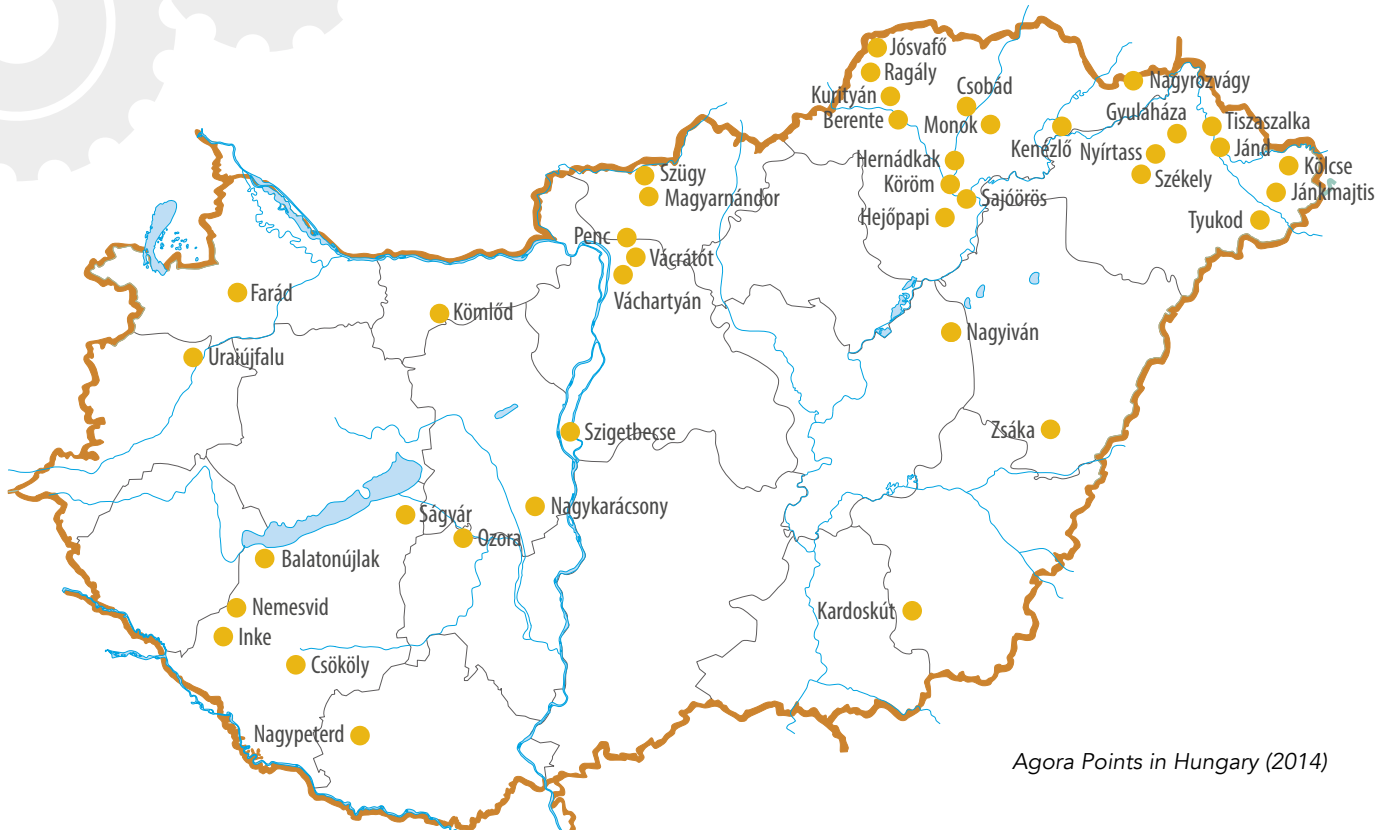 Jósvafő
Ragály
Nagyrozvágy
Csobád
Kurityán
Gyulaháza
Berente
Monok
Tiszaszalka
Kenézlő
Nyírtass
Jánd
Hernádkak
Kölcse
Szügy
Székely
Köröm
Jánkmajtis
Magyarnándor
Sajóörös
Hejőpapi
Tyukod
Penc
Vácrátót
Farád
Váchartyán
Kömlőd
Nagyiván
Uraiújfalu
Szigetbecse
Zsáka
Nagykarácsony
Ságvár
Ozora
Balatonújlak
Nemesvid
Kardoskút
Inke
Csököly
Nagypeterd
Agora Points in Hungary (2014)